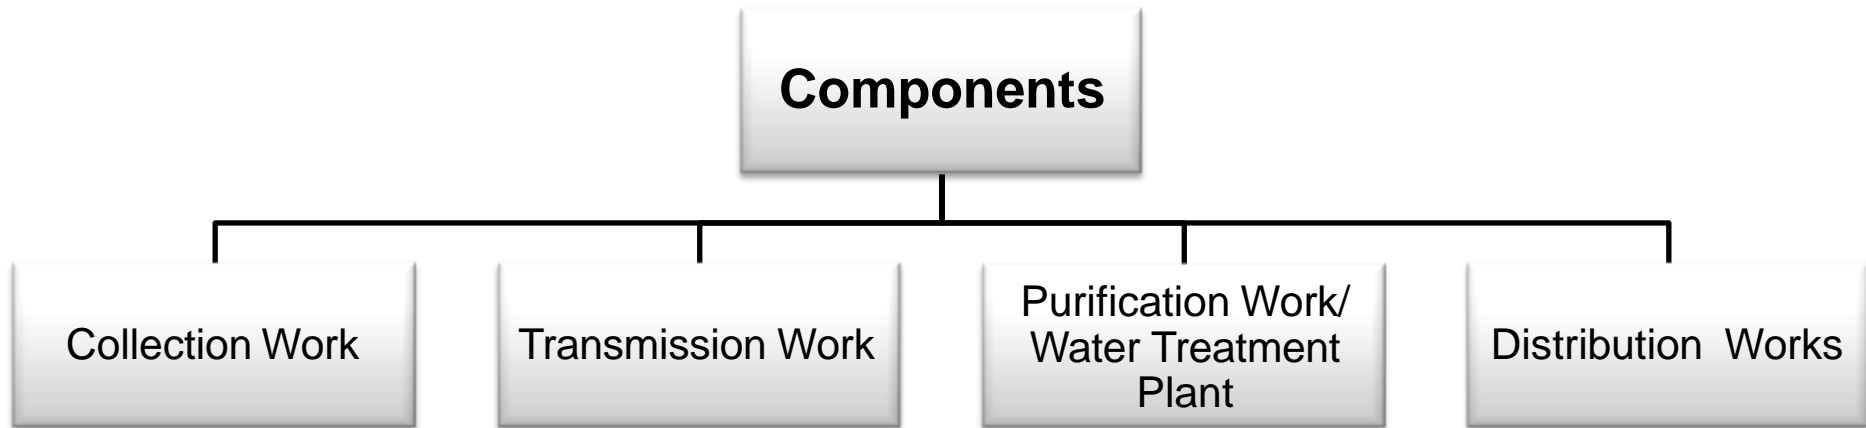 Components
Collection Work
Transmission Work
Purification Work/
Water Treatment
Plant
Distribution  Works